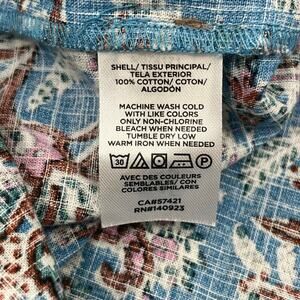 SHELL/ TISSU PRINCIPAL/
TELA EXTERIOR
100% COTTON/ COTON/
ALGODÓN
MACHINE WASH COLD
WITH LIKE COLORS
ONLY NON-CHLORINE
BLEACH WHEN NEEDED
TUMBLE DRY LOW
WARM IRON WHEN NEEDED
30 P
AVEC DES COULEURS
SEMBLABLES/ CON
COLORES SIMILARES
CA#57421
RN#140923